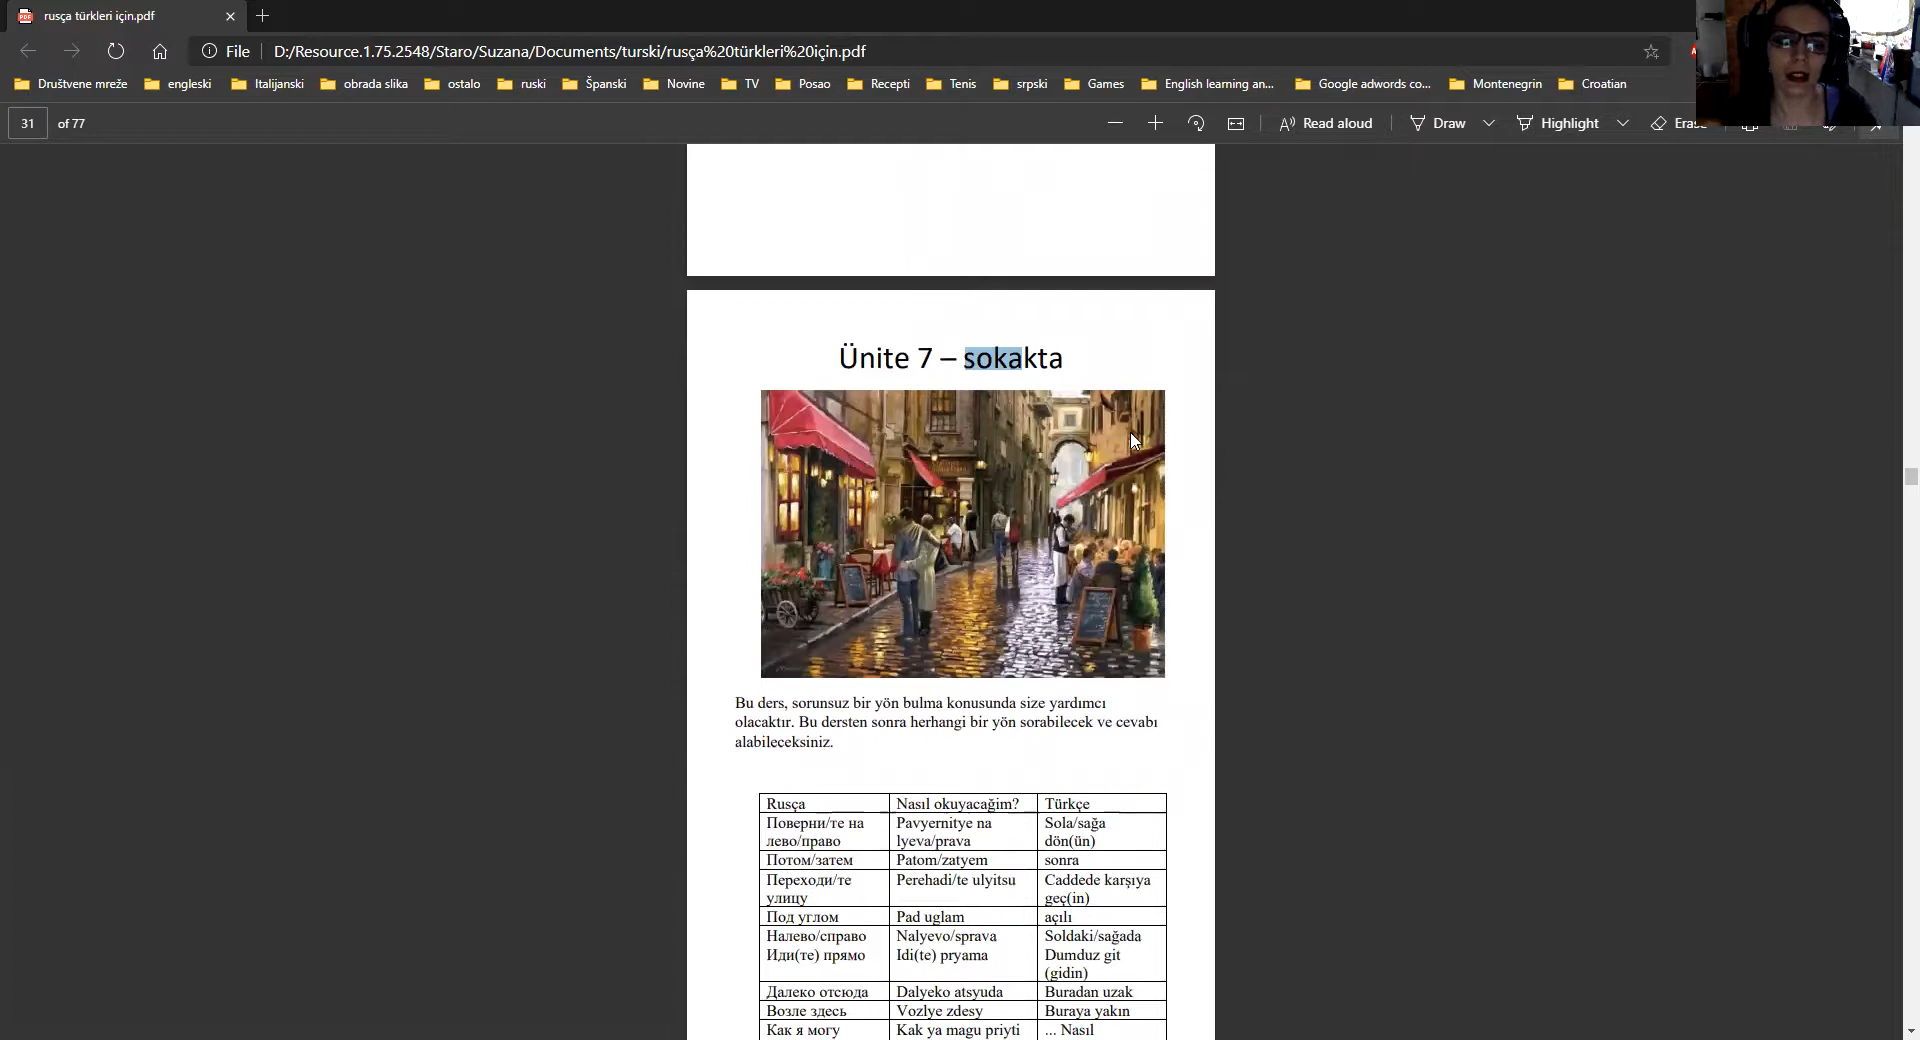 rusça türkleri için.pdf
File
D:/Resource.1.75.2548/Staro/Suzana/Documents/turski/rusça%20türkleri%20için.pdf
Društvene mreže engleski Italijanski obrada slika ostalo ruski Španski Novine TV Posao Recepti Tenis srpski Games English learning an... Google adwords co... Montenegrin Croatian
31 of 77 Read aloud Draw Highlight
Ünite 7 – sokakta
Bu ders, sorunsuz bir yön bulma konusunda size yardımcı
olacaktır. Bu dersten sonra herhangi bir yön sorabilecek ve cevabı
alabileceksiniz.
Rusça Nasıl okuyacağim? Türkçe
Поверни/те на Pavyernitye na Sola/sağa
лево/право lyeva/prava dön(ün)
Потом/затем Patom/zatyem sonra
Переходи/те Perehadi/te ulyitsu Caddede karşıya
улицу geç(in)
Под углом Pad uglam açılı
Налево/справо Nalyevo/sprava Soldaki/sağada
Иди(те) прямо Idi(te) pryama Dumduz git
(gidin)
Далеко отсюда Dalyeko atsyuda Buradan uzak
Возле здесь Vozlye zdesy Buraya yakın
Как я могу Kak ya magu priyti ... Nasıl